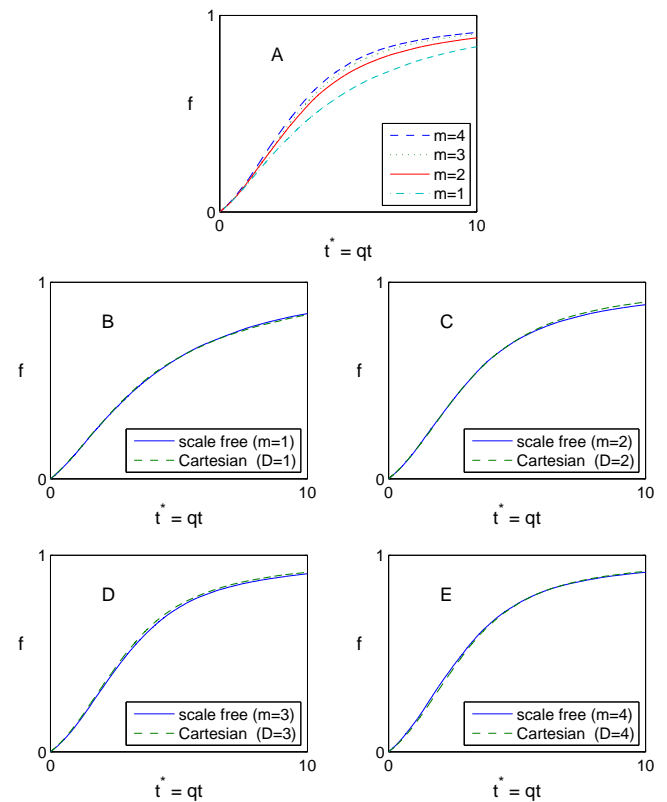 1
A
f
m=4
m=3
m=2
m=1
0
0
10
t* = qt
1
B
f
scale free (m=1)
Cartesian (D=1)
0
0
10
t* = qt
1
C
f
scale free (m=2)
Cartesian (D=2)
0
0
10
t* = qt
1
D
f
scale free (m=3)
Cartesian (D=3)
0
0
10
t* = qt
1
E
f
scale free (m=4)
Cartesian (D=4)
0
0
10
t* = qt